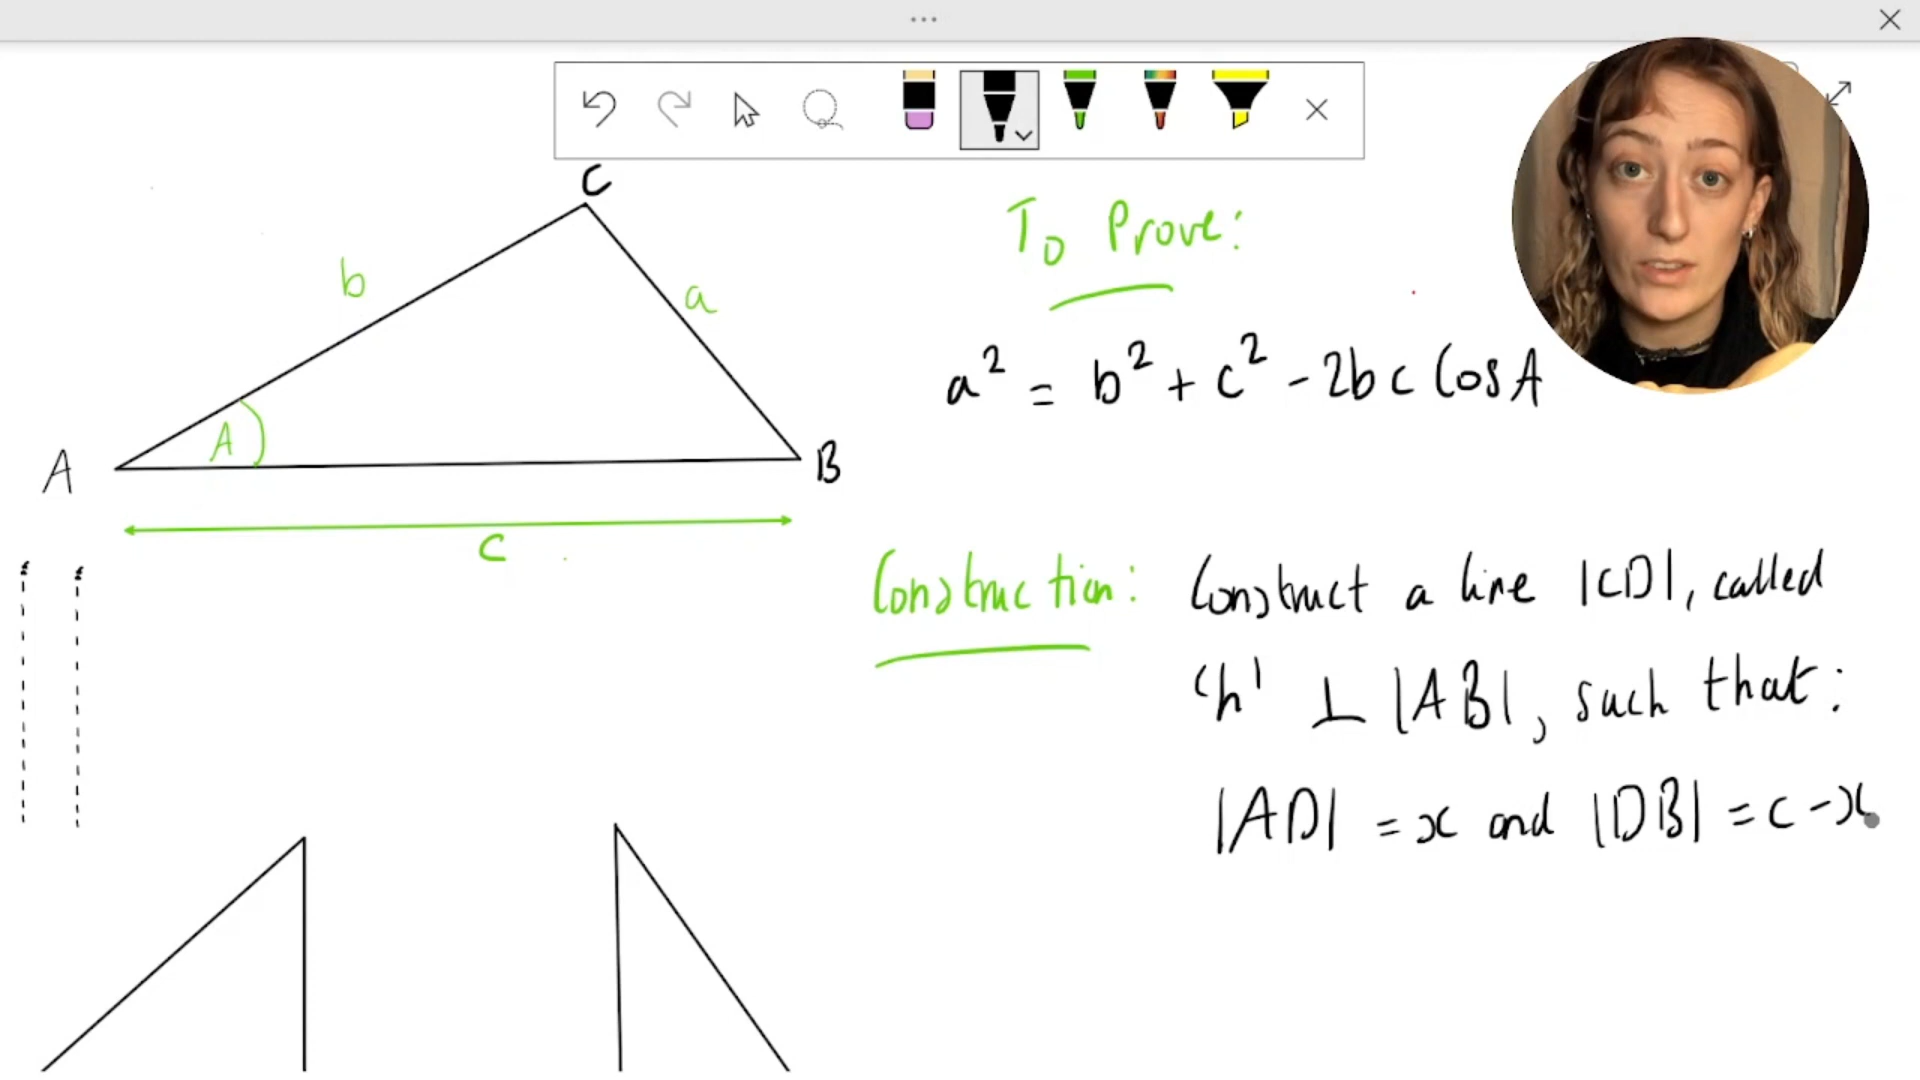 C
b
a
A
A
B
c
To Prove:
a² = b² + c² - 2bc Cos A
Construction: Construct a line |CD|, called
'h' ⊥ |AB|, such that:
|AD| = x and |DB| = c - x